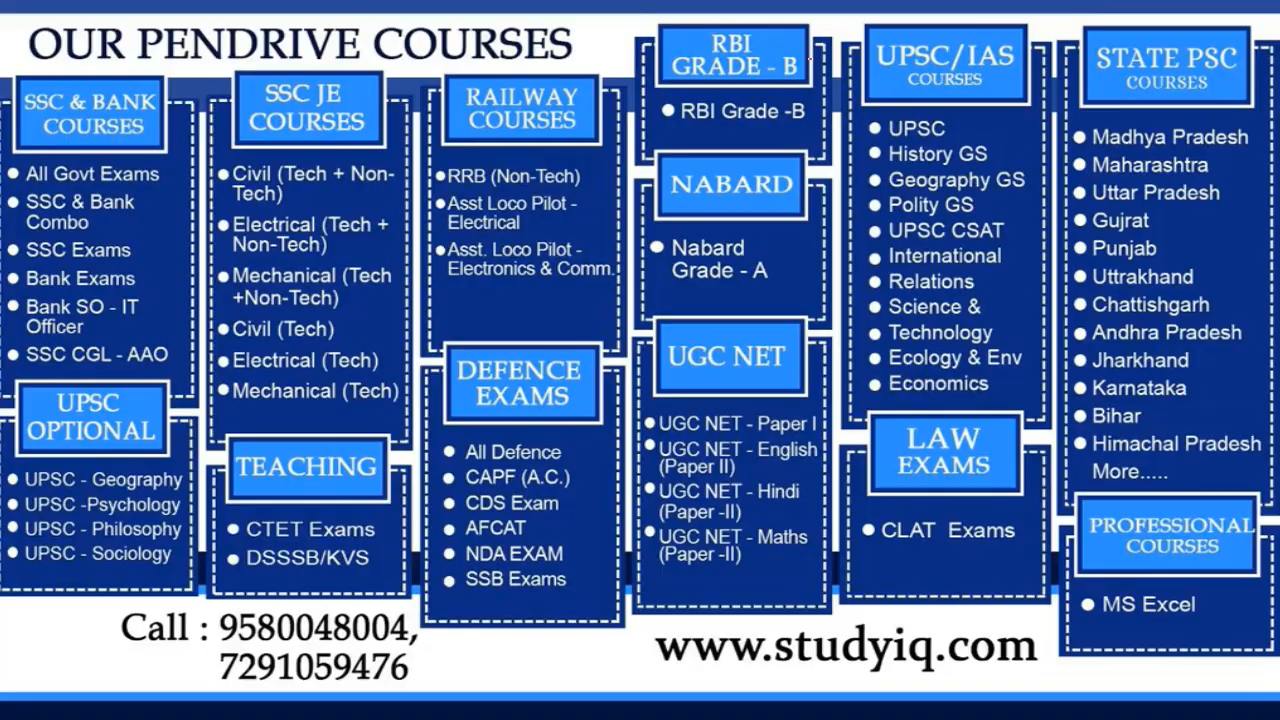 OUR PENDRIVE COURSES
SSC & BANK
COURSES
All Govt Exams
SSC & Bank
Combo
SSC Exams
Bank Exams
Bank SO - IT
Officer
SSC CGL - AAO
UPSC
OPTIONAL
UPSC - Geography
UPSC -Psychology
UPSC - Philosophy
UPSC - Sociology
SSC JE
COURSES
Civil (Tech + Non-
Tech)
Electrical (Tech +
Non-Tech)
Mechanical (Tech
+Non-Tech)
Civil (Tech)
Electrical (Tech)
Mechanical (Tech)
TEACHING
CTET Exams
DSSSB/KVS
RAILWAY
COURSES
RRB (Non-Tech)
Asst Loco Pilot -
Electrical
Asst. Loco Pilot -
Electronics & Comm.
DEFENCE
EXAMS
All Defence
CAPF (A.C.)
CDS Exam
AFCAT
NDA EXAM
SSB Exams
RBI
GRADE - B
RBI Grade -B
NABARD
Nabard
Grade - A
UGC NET
UGC NET - Paper I
UGC NET - English
(Paper II)
UGC NET - Hindi
(Paper -II)
UGC NET - Maths
(Paper -II)
UPSC/IAS
COURSES
UPSC
History GS
Geography GS
Polity GS
UPSC CSAT
International
Relations
Science &
Technology
Ecology & Env
Economics
LAW
EXAMS
CLAT Exams
STATE PSC
COURSES
Madhya Pradesh
Maharashtra
Uttar Pradesh
Gujrat
Punjab
Uttrakhand
Chattishgarh
Andhra Pradesh
Jharkhand
Karnataka
Bihar
Himachal Pradesh
More.....
PROFESSIONAL
COURSES
MS Excel
Call : 9580048004,
7291059476
www.studyiq.com